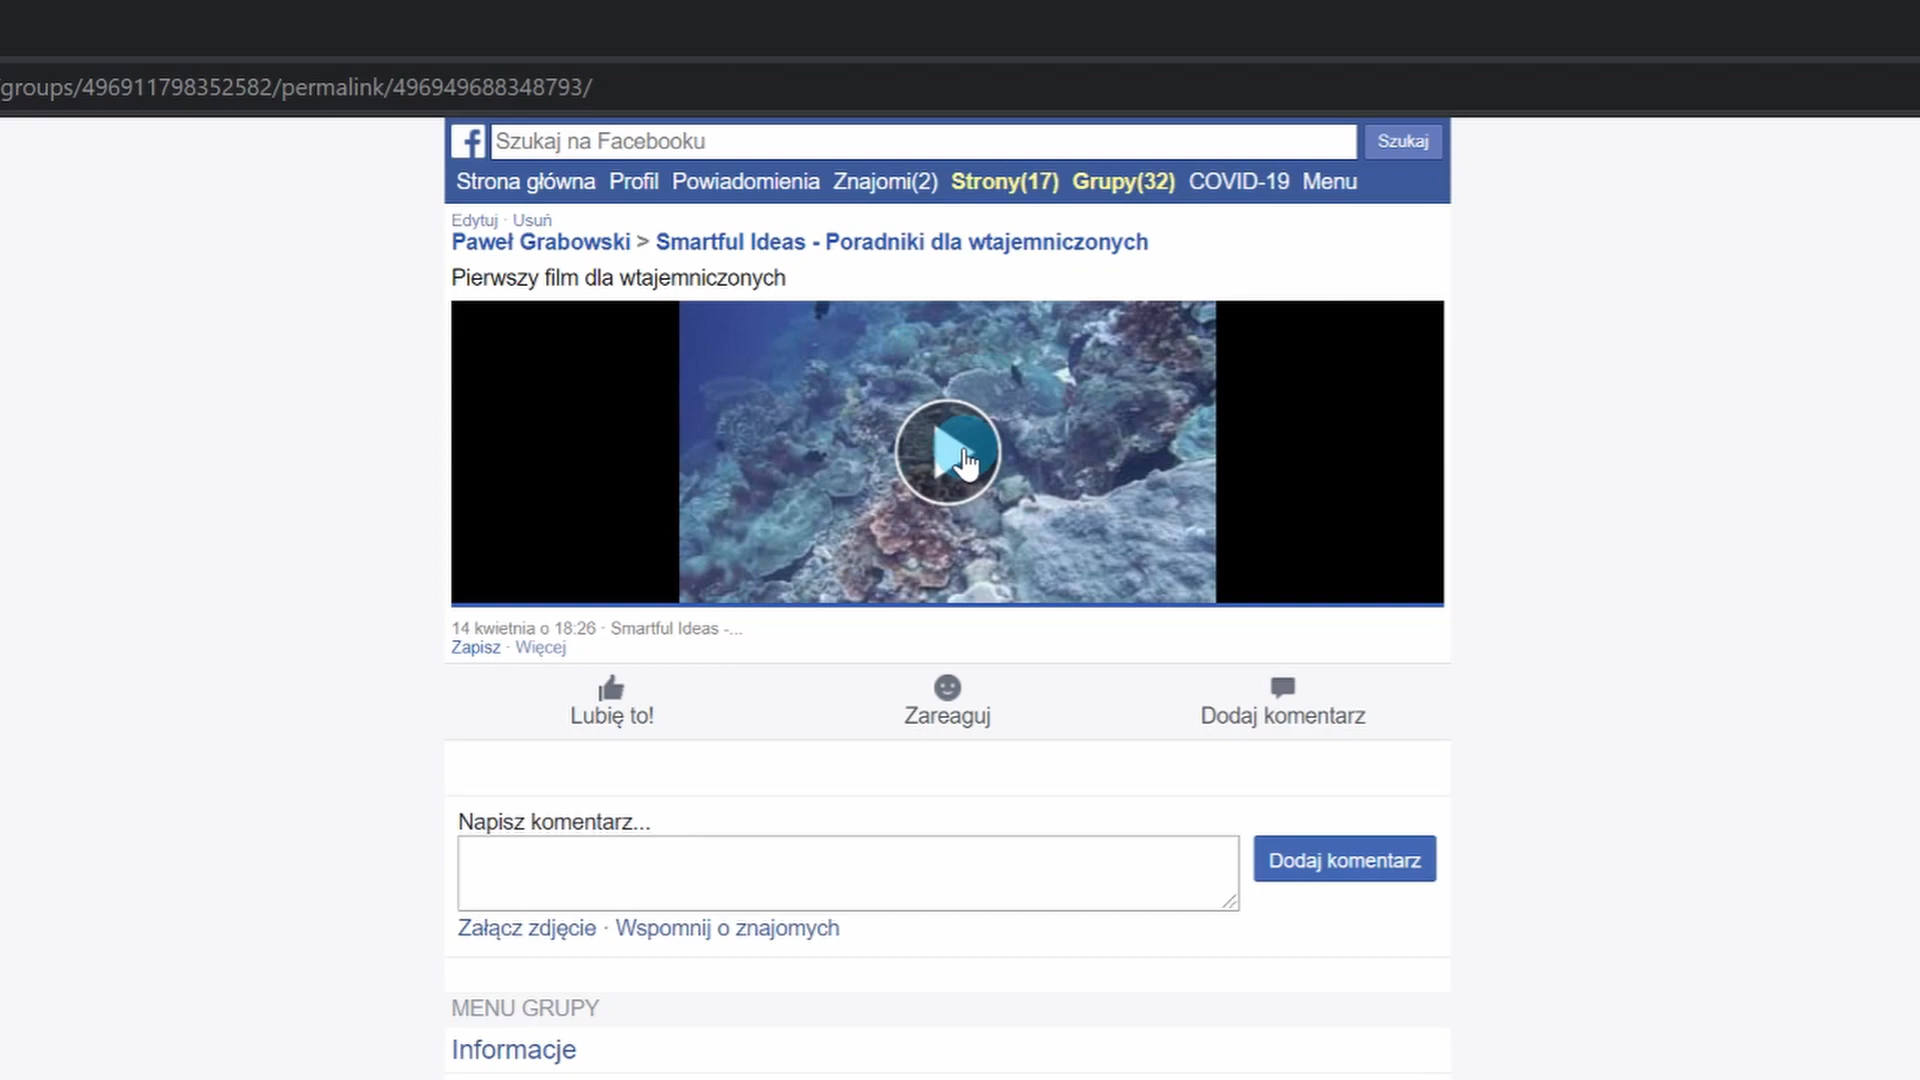 groups/496911798352582/permalink/496949688348793/
Szukaj na Facebooku
Szukaj
Strona główna Profil Powiadomienia Znajomi(2) Strony(17) Grupy(32) COVID-19 Menu
Edytuj · Usuń
Paweł Grabowski > Smartful Ideas - Poradniki dla wtajemniczonych
Pierwszy film dla wtajemniczonych
14 kwietnia o 18:26 · Smartful Ideas -...
Zapisz · Więcej
Lubię to!
Zareaguj
Dodaj komentarz
Napisz komentarz...
Dodaj komentarz
Załącz zdjęcie · Wspomnij o znajomych
MENU GRUPY
Informacje